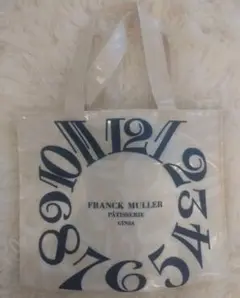 11 12 1 2 3 4 5 6 7 8 9 10
FRANCK MULLER
PÂTISSERIE
GINZA